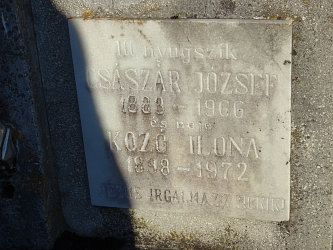 Itt nyugszik
CSÁSZÁR JÓZSEF
1889 - 1966
és neje
KOZÓ ILONA
1898 - 1972
IRGALMAZZ NEKIK!